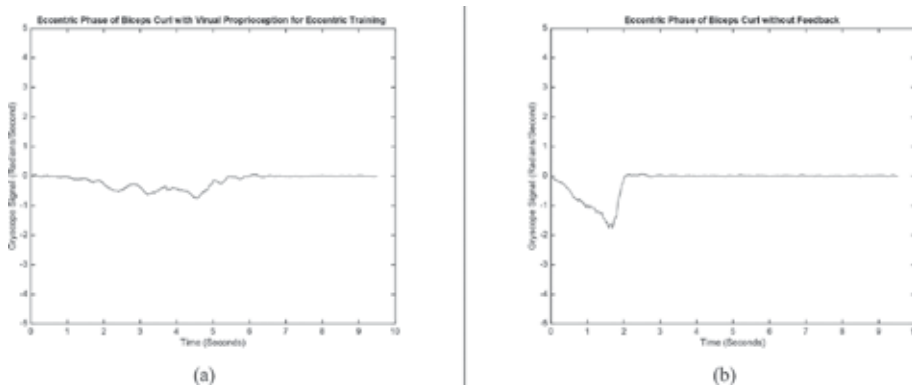 Eccentric Phase of Biceps Curl with Virual Proprioception for Eccentric Training
5
4
3
2
1
0
-1
-2
-3
-4
-5
Gryscope Signal (Radians/Second)
0 1 2 3 4 5 6 7 8 9 10
Time (Seconds)
(a)
Eccentric Phase of Biceps Curl without Feedback
5
4
3
2
1
0
-1
-2
-3
-4
-5
Gryscope Signal (Radians/Second)
0 1 2 3 4 5 6 7 8 9
Time (Seconds)
(b)